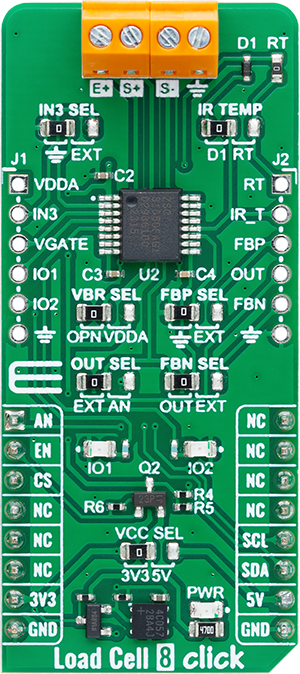 D1 RT
E+ S+ S-
IN3 SEL IR TEMP
EXT D1 RT
J1 J2
C2
VDDA RT
IN3 IR_T
VGATE FBP
IO1 OUT
IO2 FBN
C3 U2 C4
VBR SEL FBP SEL
OPN VDDA EXT
OUT SEL FBN SEL
EXT AN OUT EXT
AN NC
EN NC
CS NC
NC NC
NC SCL
NC SDA
3V3 5V
GND GND
IO1 Q2 IO2
R6 R4
R5
VCC SEL
3V3 5V
PWR
4700
Load Cell 8 click